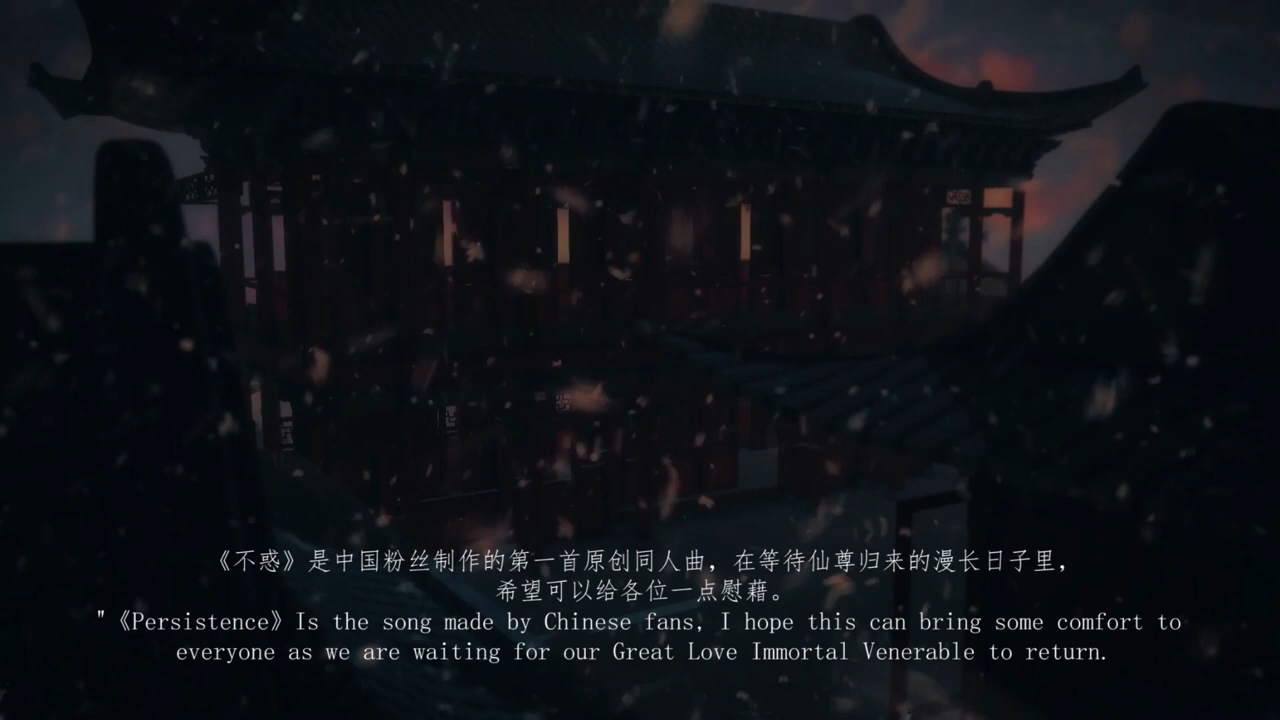 《不惑》是中国粉丝制作的第一首原创同人曲，在等待仙尊归来的漫长日子里，
希望可以给各位一点慰藉。
"《Persistence》Is the song made by Chinese fans, I hope this can bring some comfort to
everyone as we are waiting for our Great Love Immortal Venerable to return.